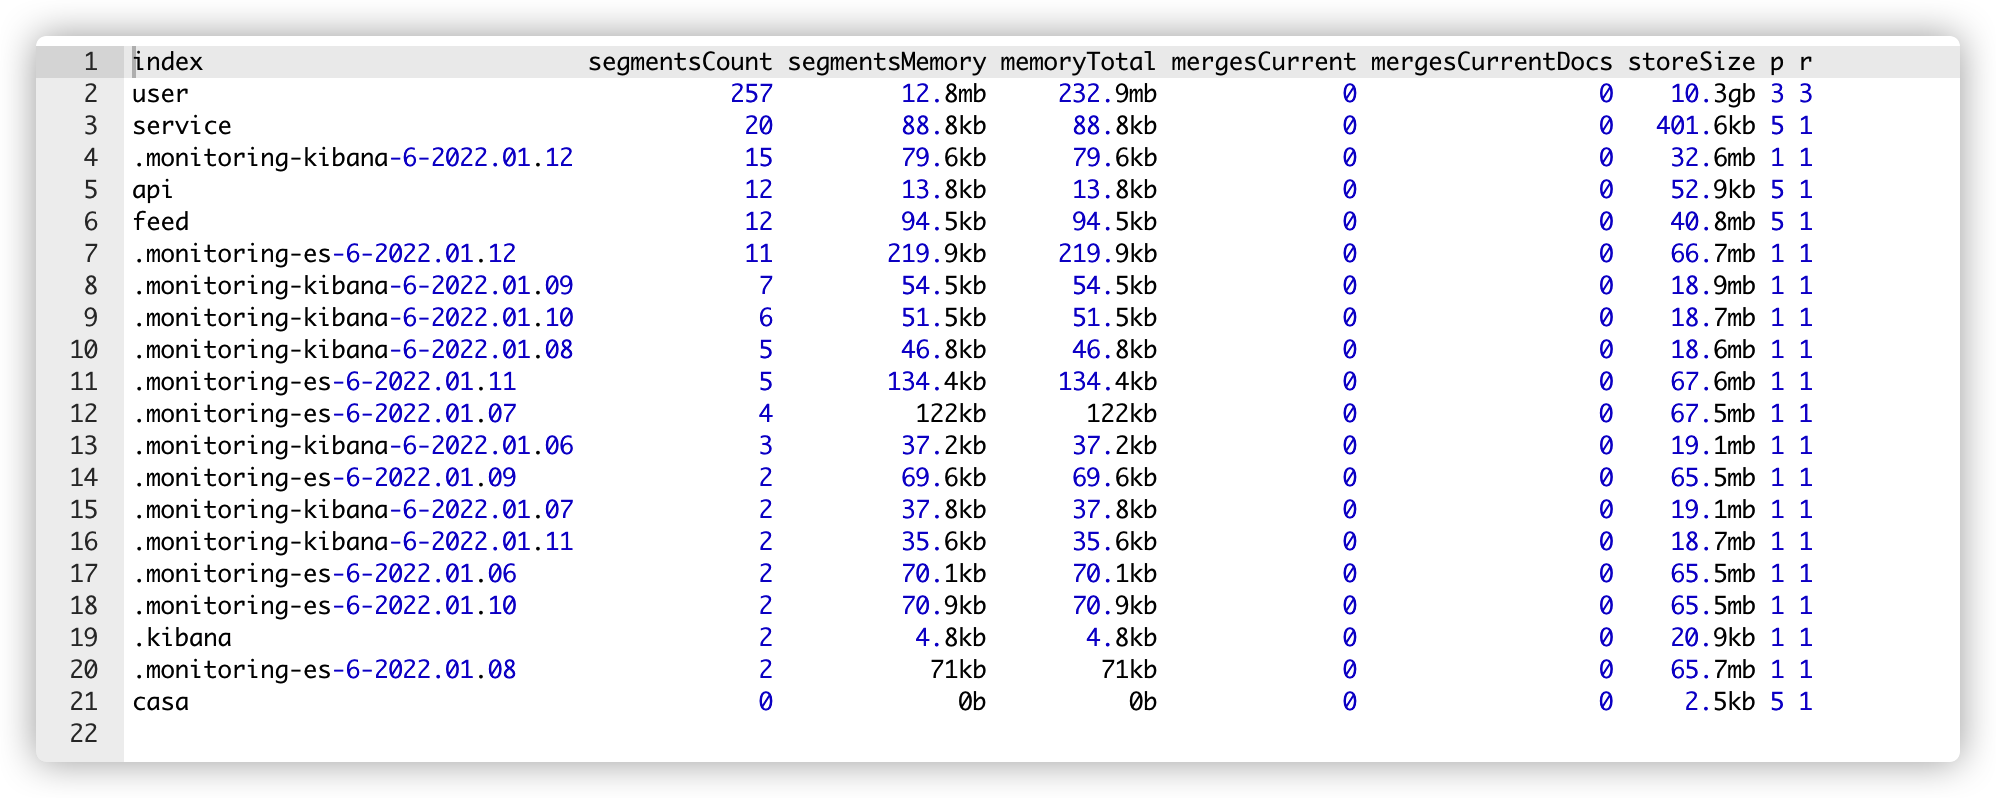 1 index segmentsCount segmentsMemory memoryTotal mergesCurrent mergesCurrentDocs storeSize p r
2 user 257 12.8mb 232.9mb 0 0 10.3gb 3 3
3 service 20 88.8kb 88.8kb 0 0 401.6kb 5 1
4 .monitoring-kibana-6-2022.01.12 15 79.6kb 79.6kb 0 0 32.6mb 1 1
5 api 12 13.8kb 13.8kb 0 0 52.9kb 5 1
6 feed 12 94.5kb 94.5kb 0 0 40.8mb 5 1
7 .monitoring-es-6-2022.01.12 11 219.9kb 219.9kb 0 0 66.7mb 1 1
8 .monitoring-kibana-6-2022.01.09 7 54.5kb 54.5kb 0 0 18.9mb 1 1
9 .monitoring-kibana-6-2022.01.10 6 51.5kb 51.5kb 0 0 18.7mb 1 1
10 .monitoring-kibana-6-2022.01.08 5 46.8kb 46.8kb 0 0 18.6mb 1 1
11 .monitoring-es-6-2022.01.11 5 134.4kb 134.4kb 0 0 67.6mb 1 1
12 .monitoring-es-6-2022.01.07 4 122kb 122kb 0 0 67.5mb 1 1
13 .monitoring-kibana-6-2022.01.06 3 37.2kb 37.2kb 0 0 19.1mb 1 1
14 .monitoring-es-6-2022.01.09 2 69.6kb 69.6kb 0 0 65.5mb 1 1
15 .monitoring-kibana-6-2022.01.07 2 37.8kb 37.8kb 0 0 19.1mb 1 1
16 .monitoring-kibana-6-2022.01.11 2 35.6kb 35.6kb 0 0 18.7mb 1 1
17 .monitoring-es-6-2022.01.06 2 70.1kb 70.1kb 0 0 65.5mb 1 1
18 .monitoring-es-6-2022.01.10 2 70.9kb 70.9kb 0 0 65.5mb 1 1
19 .kibana 2 4.8kb 4.8kb 0 0 20.9kb 1 1
20 .monitoring-es-6-2022.01.08 2 71kb 71kb 0 0 65.7mb 1 1
21 casa 0 0b 0b 0 0 2.5kb 5 1
22